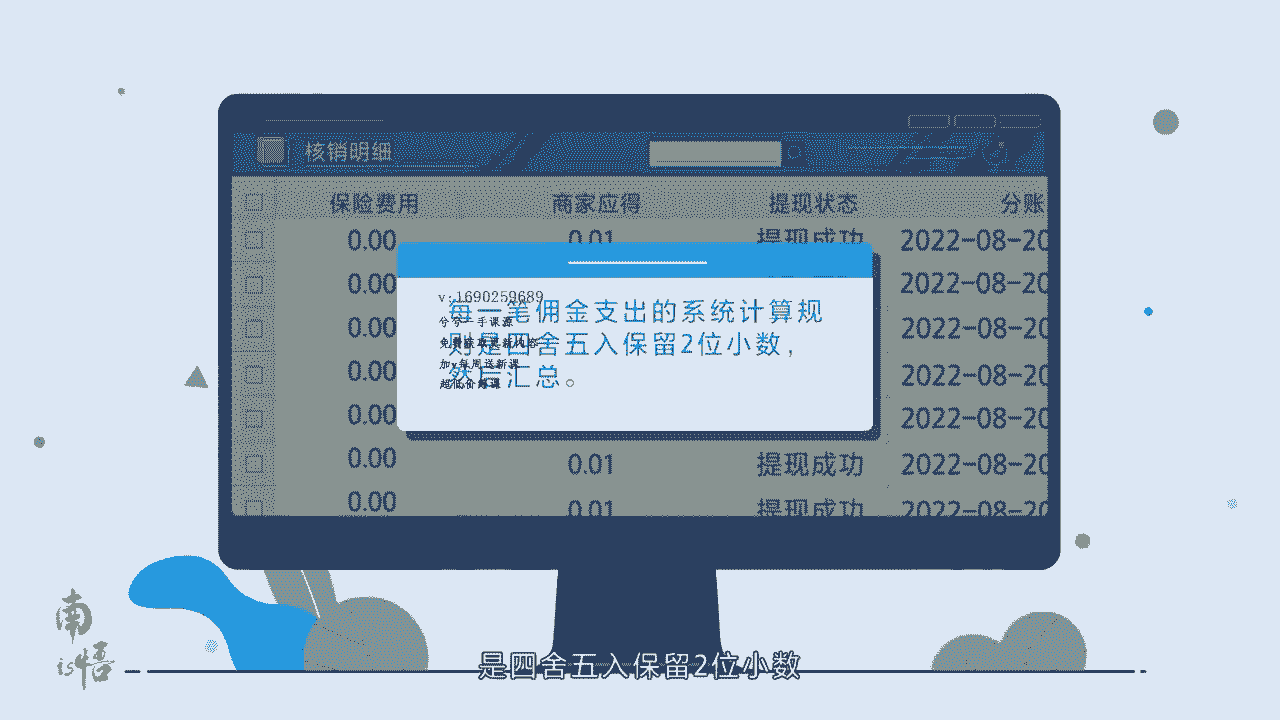 核销明细
保险费用 商家应得 提现状态 分账
0.00 0.01 提现成功 2022-08-20
0.00 2022-08-20
0.00 2022-08-20
0.00 2022-08-20
0.00 2022-08-20
0.00 0.01 提现成功 2022-08-20
0.00 0.01 提现成功 2022-08-20
v:1690259689
每一笔佣金支出的系统计算规
则是四舍五入保留2位小数，
然后汇总。
兮兮一手课源
免费获取更新内容
加v每周送新课
超低价好课
南
is悟
是四舍五入保留2位小数